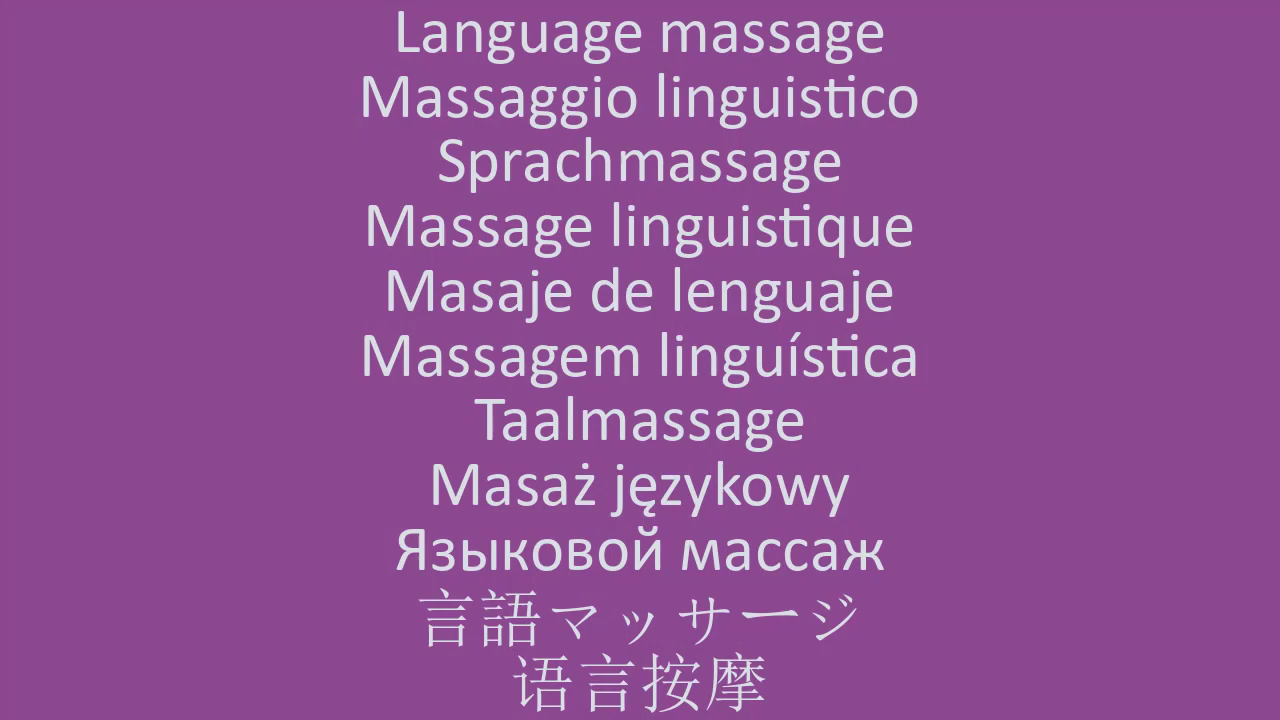 Language massage
Massaggio linguistico
Sprachmassage
Massage linguistique
Masaje de lenguaje
Massagem linguística
Taalmassage
Masaż językowy
Языковой массаж
言語マッサージ
语言按摩